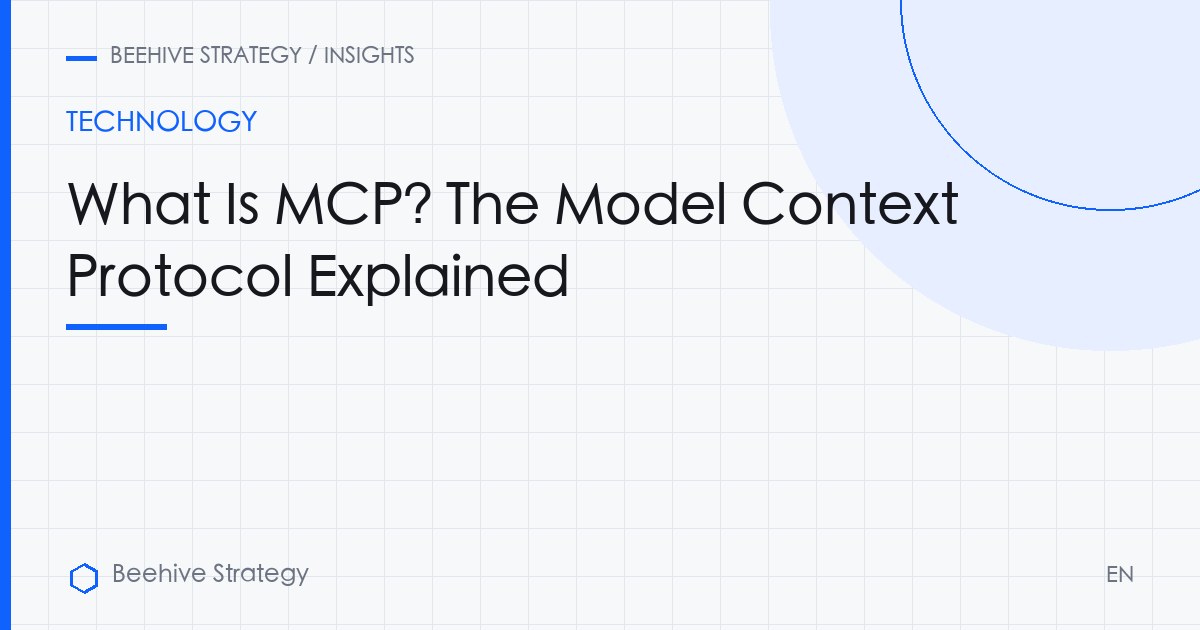 BEEHIVE STRATEGY / INSIGHTS
TECHNOLOGY
What Is MCP? The Model Context
Protocol Explained
Beehive Strategy
EN